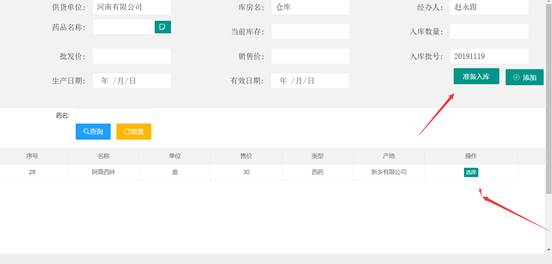 供货单位： 河南有限公司 库房名： 仓库 经办人： 赵永跟
药品名称： 当前库存： 入库数量：
批发价： 销售价： 入库批号： 20191119
生产日期： 年 /月/日 有效日期： 年 /月/日 准备入库 添加
药名:
查询
序号 名称 单位 售价 类型 产地 操作
28 阿莫西林 盒 30 西药 新乡有限公司 选择